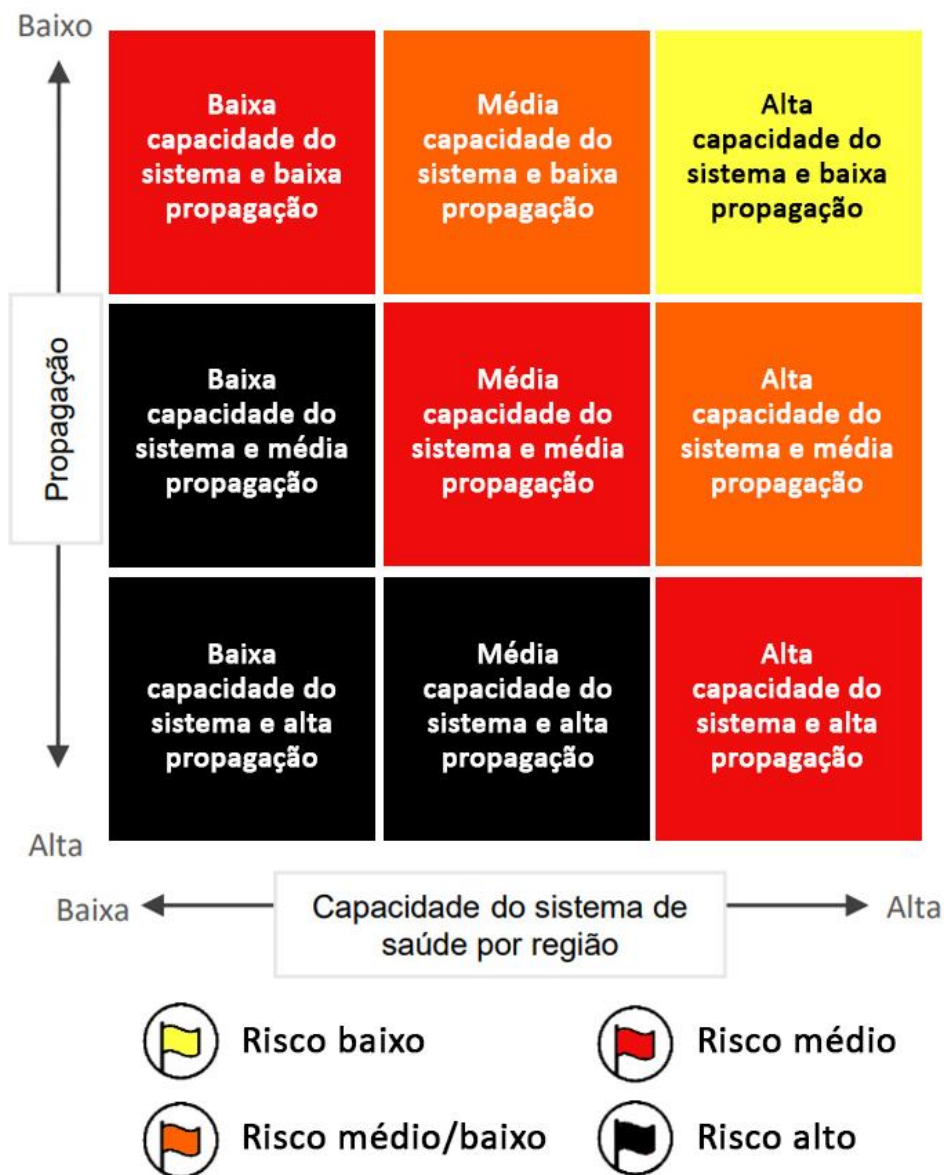 Baixo
Baixa
capacidade do
sistema e baixa
propagação
Média
capacidade do
sistema e baixa
propagação
Alta
capacidade do
sistema e baixa
propagação
Propagação
Baixa
capacidade do
sistema e média
propagação
Média
capacidade do
sistema e média
propagação
Alta
capacidade do
sistema e média
propagação
Baixa
capacidade do
sistema e alta
propagação
Média
capacidade do
sistema e alta
propagação
Alta
capacidade do
sistema e alta
propagação
Alta
Baixa
Capacidade do sistema de
saúde por região
Alta
Risco baixo
Risco médio
Risco médio/baixo
Risco alto